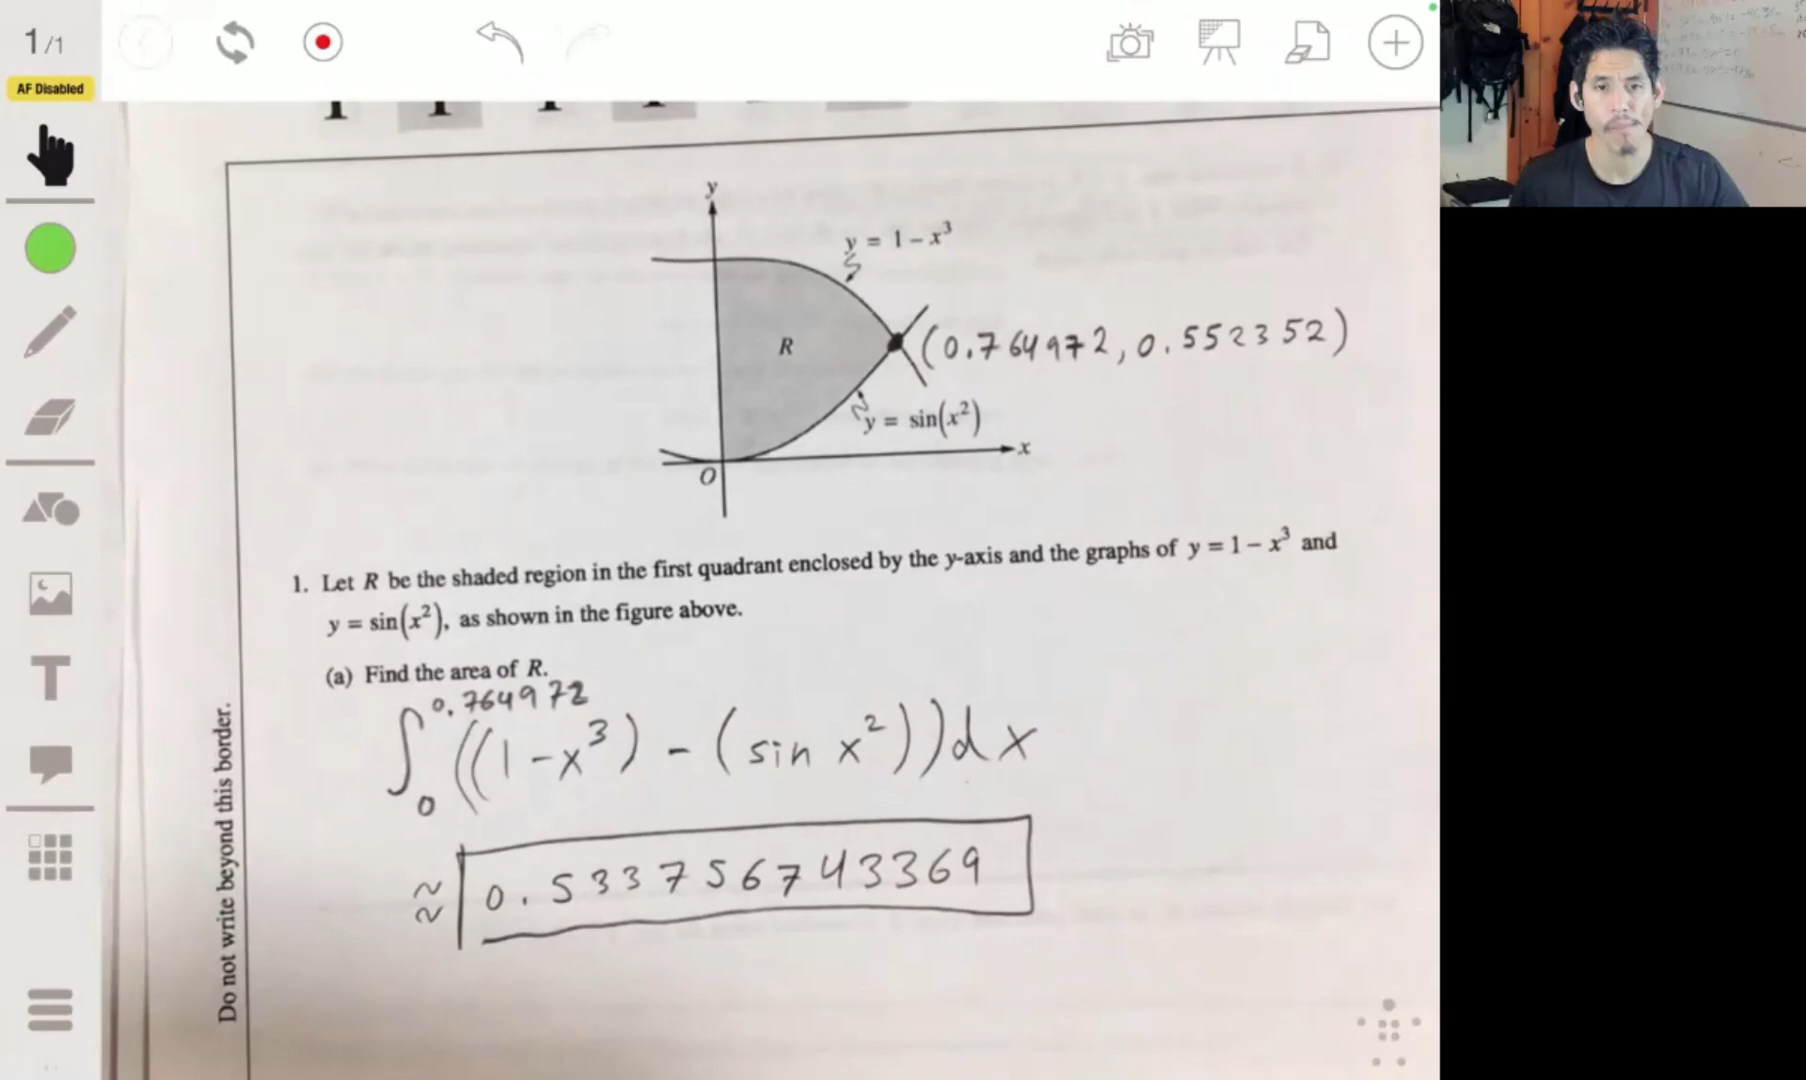 1/1
AF Disabled
y
y = 1 - x³
R
(0.764972, 0.552352)
y = sin(x²)
O
x
1. Let R be the shaded region in the first quadrant enclosed by the y-axis and the graphs of y = 1 - x³ and
y = sin(x²), as shown in the figure above.
(a) Find the area of R.
∫₀^0.764972 ((1-x³) - (sin x²))dx
≈ 0.533756743369
Do not write beyond this border.
T